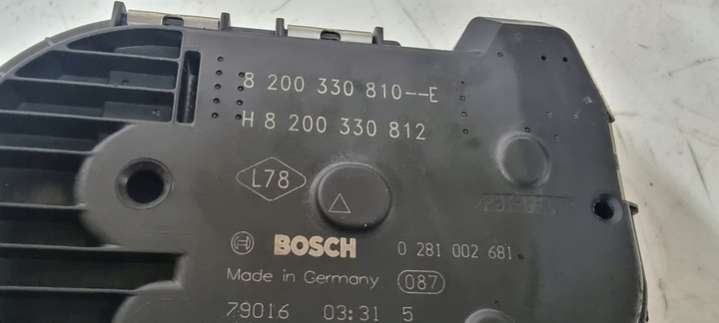 8 200 330 810--E
H 8 200 330 812
L78
BOSCH 0 281 002 681
Made in Germany 087
79016 03:31 5